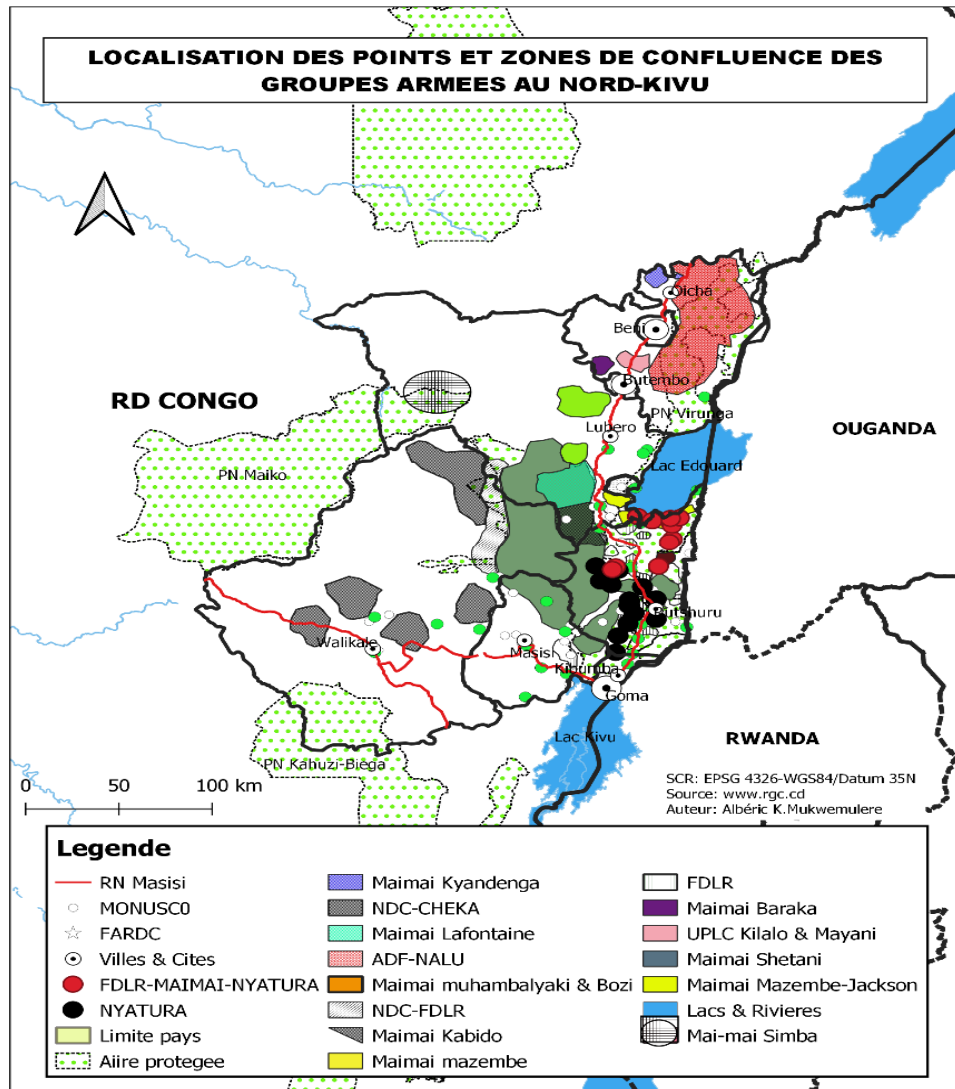 LOCALISATION DES POINTS ET ZONES DE CONFLUENCE DES
GROUPES ARMEES AU NORD-KIVU
Oicha
Beni
Butembo
RD CONGO
PN Virunga
Lubero
OUGANDA
Lac Edouard
PN Maiko
Rutshuru
Walikale
Masisi
Kibumba
Goma
Lac Kivu
RWANDA
PN Kahuzi-Biega
0 50 100 km
SCR: EPSG 4326-WGS84/Datum 35N
Source: www.rgc.cd
Auteur: Albéric K.Mukwemulere
Legende
RN Masisi
MONUSC0
FARDC
Villes & Cites
FDLR-MAIMAI-NYATURA
NYATURA
Limite pays
Aiire protegee
Maimai Kyandenga
NDC-CHEKA
Maimai Lafontaine
ADF-NALU
Maimai muhambalyaki & Bozi
NDC-FDLR
Maimai Kabido
Maimai mazembe
FDLR
Maimai Baraka
UPLC Kilalo & Mayani
Maimai Shetani
Maimai Mazembe-Jackson
Lacs & Rivieres
Mai-mai Simba